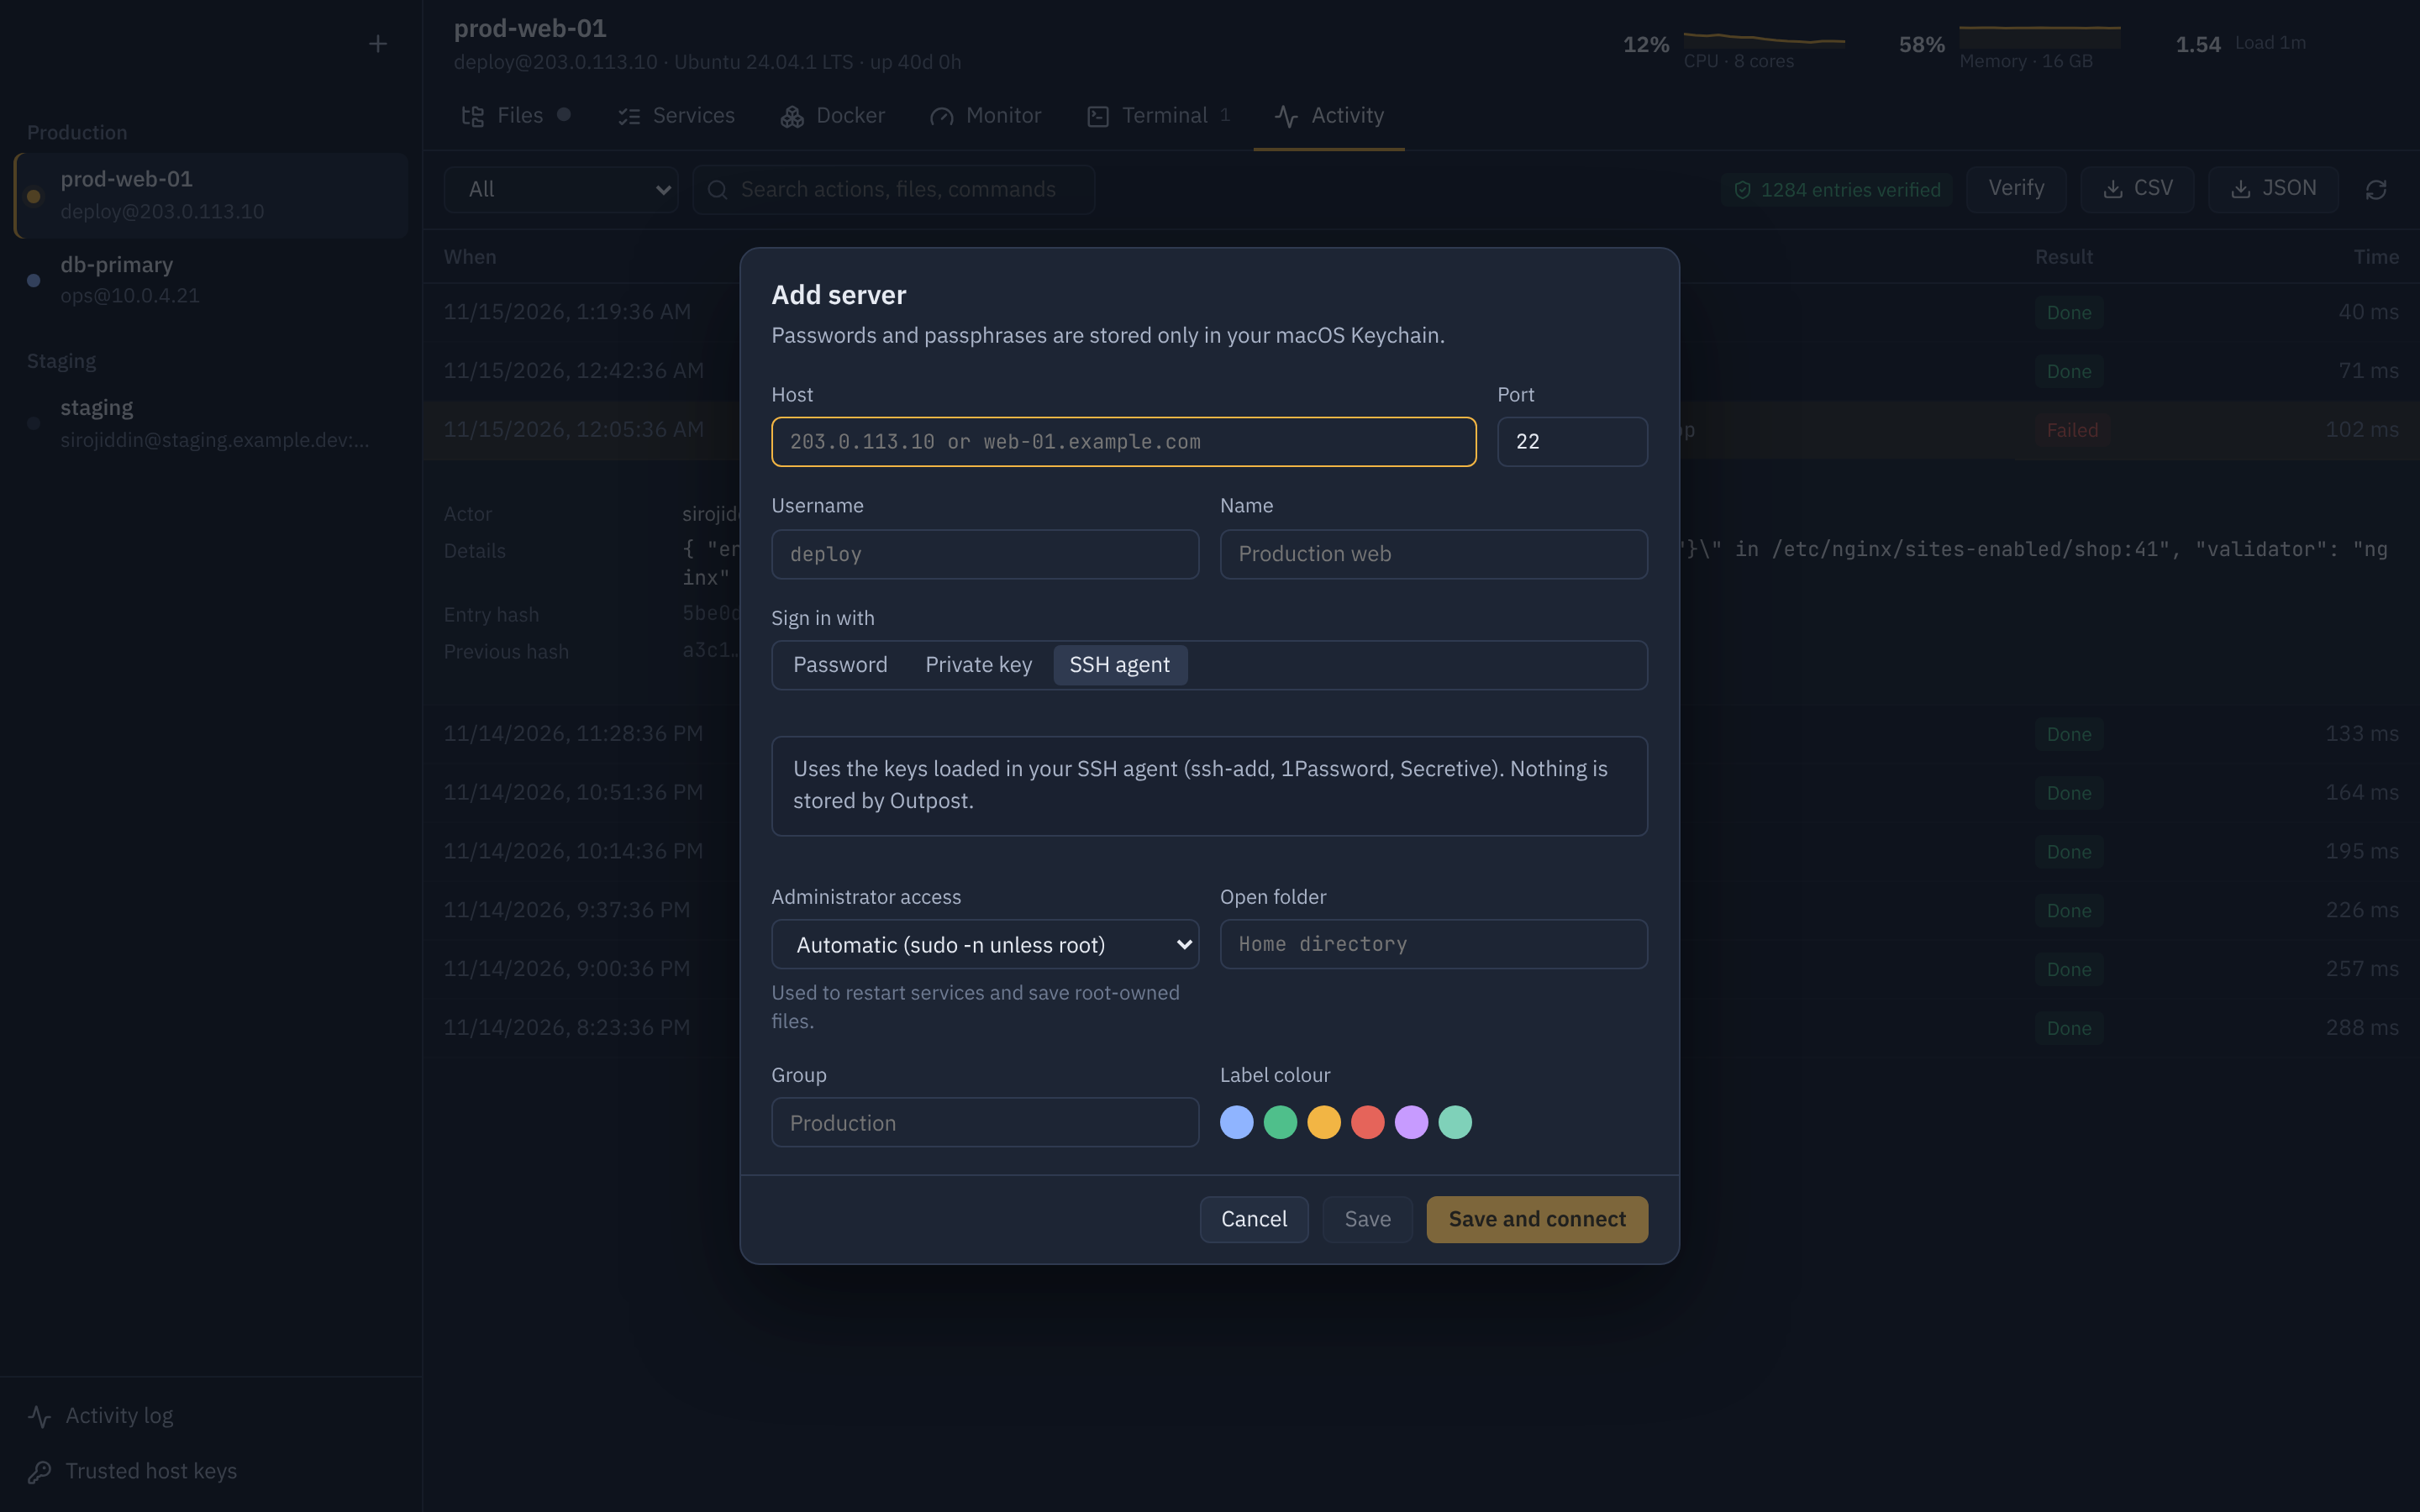 prod-web-01
deploy@203.0.113.10 · Ubuntu 24.04.1 LTS · up 40d 0h
12%
CPU · 8 cores
58%
Memory · 16 GB
1.54 Load 1m
Files
Services
Docker
Monitor
Terminal 1
Activity
Production
prod-web-01
deploy@203.0.113.10
db-primary
ops@10.0.4.21
Staging
staging
sirojiddin@staging.example.dev:...
Activity log
Trusted host keys
All
Search actions, files, commands
1284 entries verified
Verify
CSV
JSON
When
Result
Time
11/15/2026, 1:19:36 AM
Done
40 ms
11/15/2026, 12:42:36 AM
Done
71 ms
11/15/2026, 12:05:36 AM
Failed
102 ms
Actor
Details
{ "er
"}\" in /etc/nginx/sites-enabled/shop:41", "validator": "ng
inx"
Entry hash
Previous hash
a3c1…
11/14/2026, 11:28:36 PM
Done
133 ms
11/14/2026, 10:51:36 PM
Done
164 ms
11/14/2026, 10:14:36 PM
Done
195 ms
11/14/2026, 9:37:36 PM
Done
226 ms
11/14/2026, 9:00:36 PM
Done
257 ms
11/14/2026, 8:23:36 PM
Done
288 ms
Add server
Passwords and passphrases are stored only in your macOS Keychain.
Host
Port
203.0.113.10 or web-01.example.com
22
Username
Name
deploy
Production web
Sign in with
Password
Private key
SSH agent
Uses the keys loaded in your SSH agent (ssh-add, 1Password, Secretive). Nothing is
stored by Outpost.
Administrator access
Open folder
Automatic (sudo -n unless root)
Home directory
Used to restart services and save root-owned
files.
Group
Label colour
Production
Cancel
Save
Save and connect